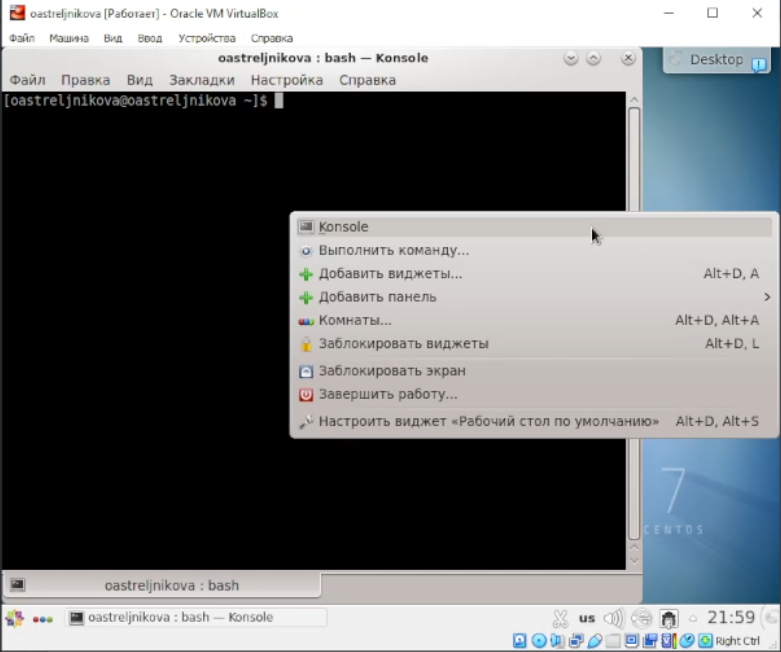 oastreljnikova [Работает] - Oracle VM VirtualBox
Файл Машина Вид Ввод Устройства Справка
oastreljnikova : bash — Konsole
Desktop
Файл Правка Вид Закладки Настройка Справка
[oastreljnikova@oastreljnikova ~]$
Konsole
Выполнить команду...
Добавить виджеты... Alt+D, A
Добавить панель
Комнаты... Alt+D, Alt+A
Заблокировать виджеты Alt+D, L
Заблокировать экран
Завершить работу...
Настроить виджет «Рабочий стол по умолчанию» Alt+D, Alt+S
7
CENTOS
oastreljnikova : bash
oastreljnikova : bash — Konsole us 21:59
Right Ctrl